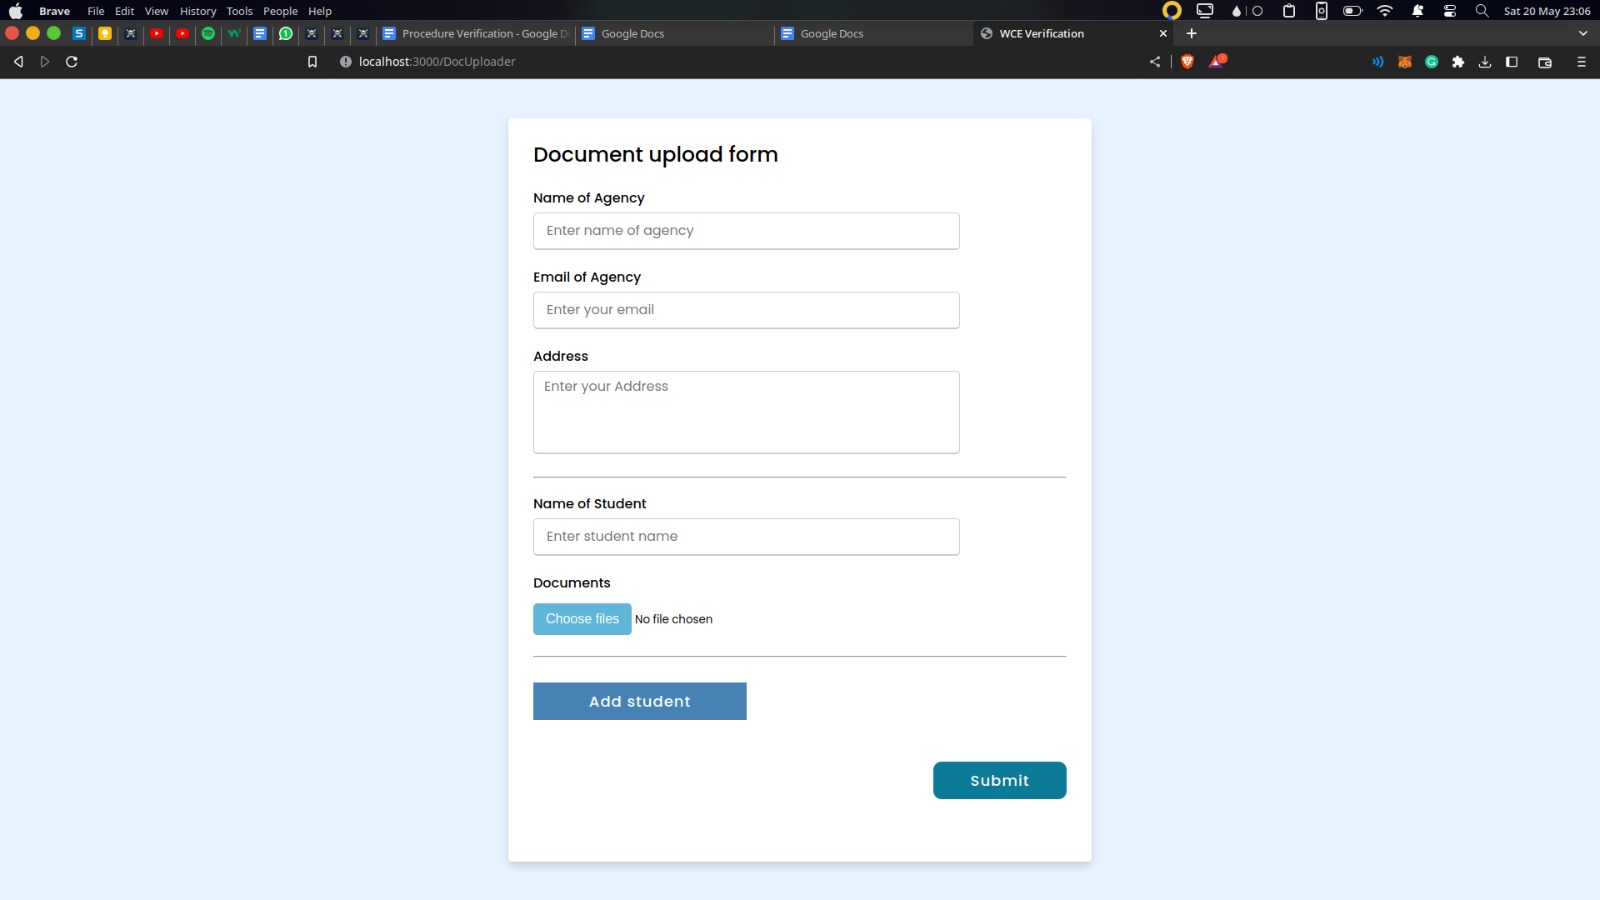 Brave File Edit View History Tools People Help Sat 20 May 23:06
Procedure Verification - Google D Google Docs Google Docs WCE Verification
localhost:3000/DocUploader
Document upload form
Name of Agency
Enter name of agency
Email of Agency
Enter your email
Address
Enter your Address
Name of Student
Enter student name
Documents
Choose files No file chosen
Add student
Submit